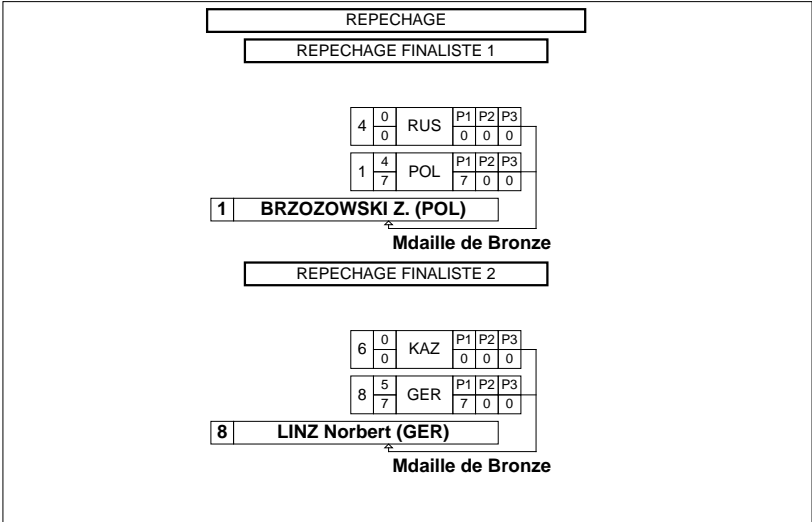 REPECHAGE
REPECHAGE FINALISTE 1
4 0 RUS P1 P2 P3
0 0 0 0
1 4 POL P1 P2 P3
7 7 0 0
1 BRZOZOWSKI Z. (POL)
Mdaille de Bronze
REPECHAGE FINALISTE 2
6 0 KAZ P1 P2 P3
0 0 0 0
8 5 GER P1 P2 P3
7 7 0 0
8 LINZ Norbert (GER)
Mdaille de Bronze